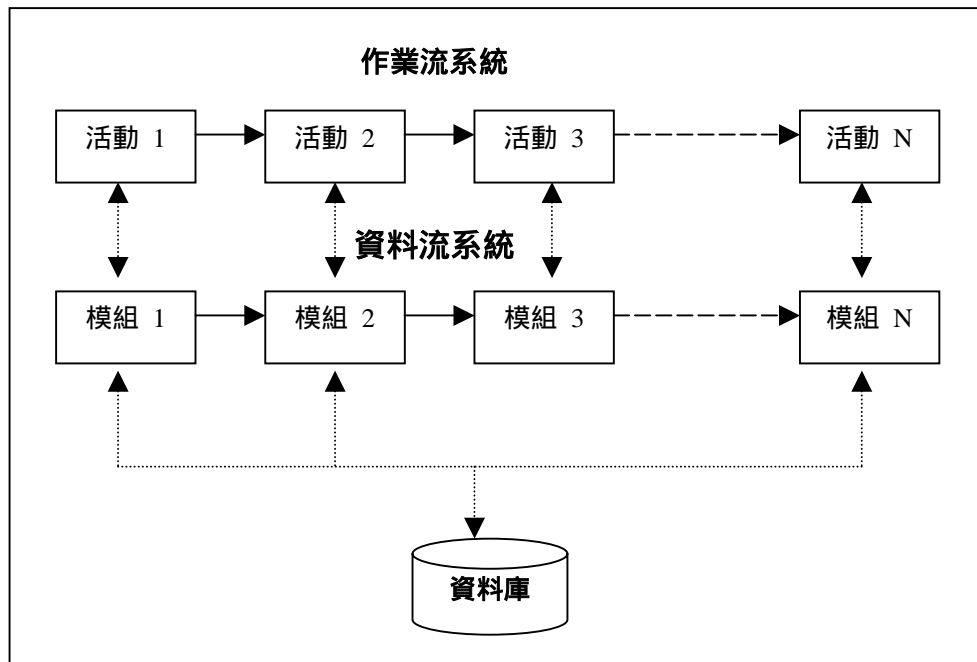 作業流系統
活動 1 活動 2 活動 3 活動 N
資料流系統
模組 1 模組 2 模組 3 模組 N
資料庫